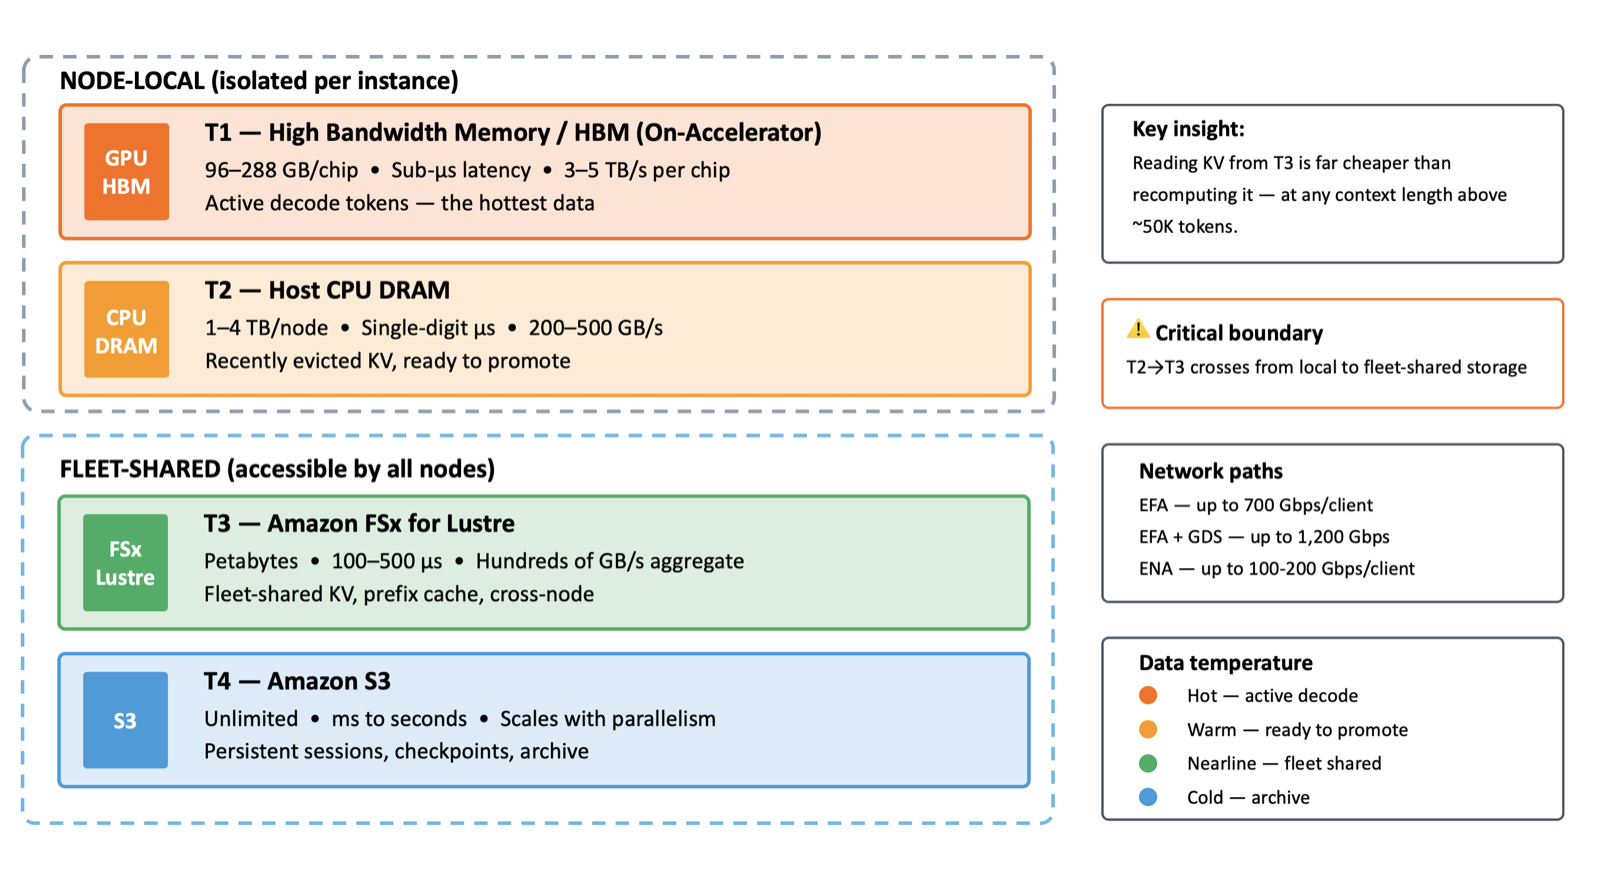 NODE-LOCAL (isolated per instance)
GPU
HBM
T1 — High Bandwidth Memory / HBM (On-Accelerator)
96–288 GB/chip • Sub-µs latency • 3–5 TB/s per chip
Active decode tokens — the hottest data
CPU
DRAM
T2 — Host CPU DRAM
1–4 TB/node • Single-digit µs • 200–500 GB/s
Recently evicted KV, ready to promote
FLEET-SHARED (accessible by all nodes)
FSx
Lustre
T3 — Amazon FSx for Lustre
Petabytes • 100–500 µs • Hundreds of GB/s aggregate
Fleet-shared KV, prefix cache, cross-node
S3
T4 — Amazon S3
Unlimited • ms to seconds • Scales with parallelism
Persistent sessions, checkpoints, archive
Key insight:
Reading KV from T3 is far cheaper than
recomputing it — at any context length above
~50K tokens.
⚠ Critical boundary
T2→T3 crosses from local to fleet-shared storage
Network paths
EFA — up to 700 Gbps/client
EFA + GDS — up to 1,200 Gbps
ENA — up to 100-200 Gbps/client
Data temperature
Hot — active decode
Warm — ready to promote
Nearline — fleet shared
Cold — archive